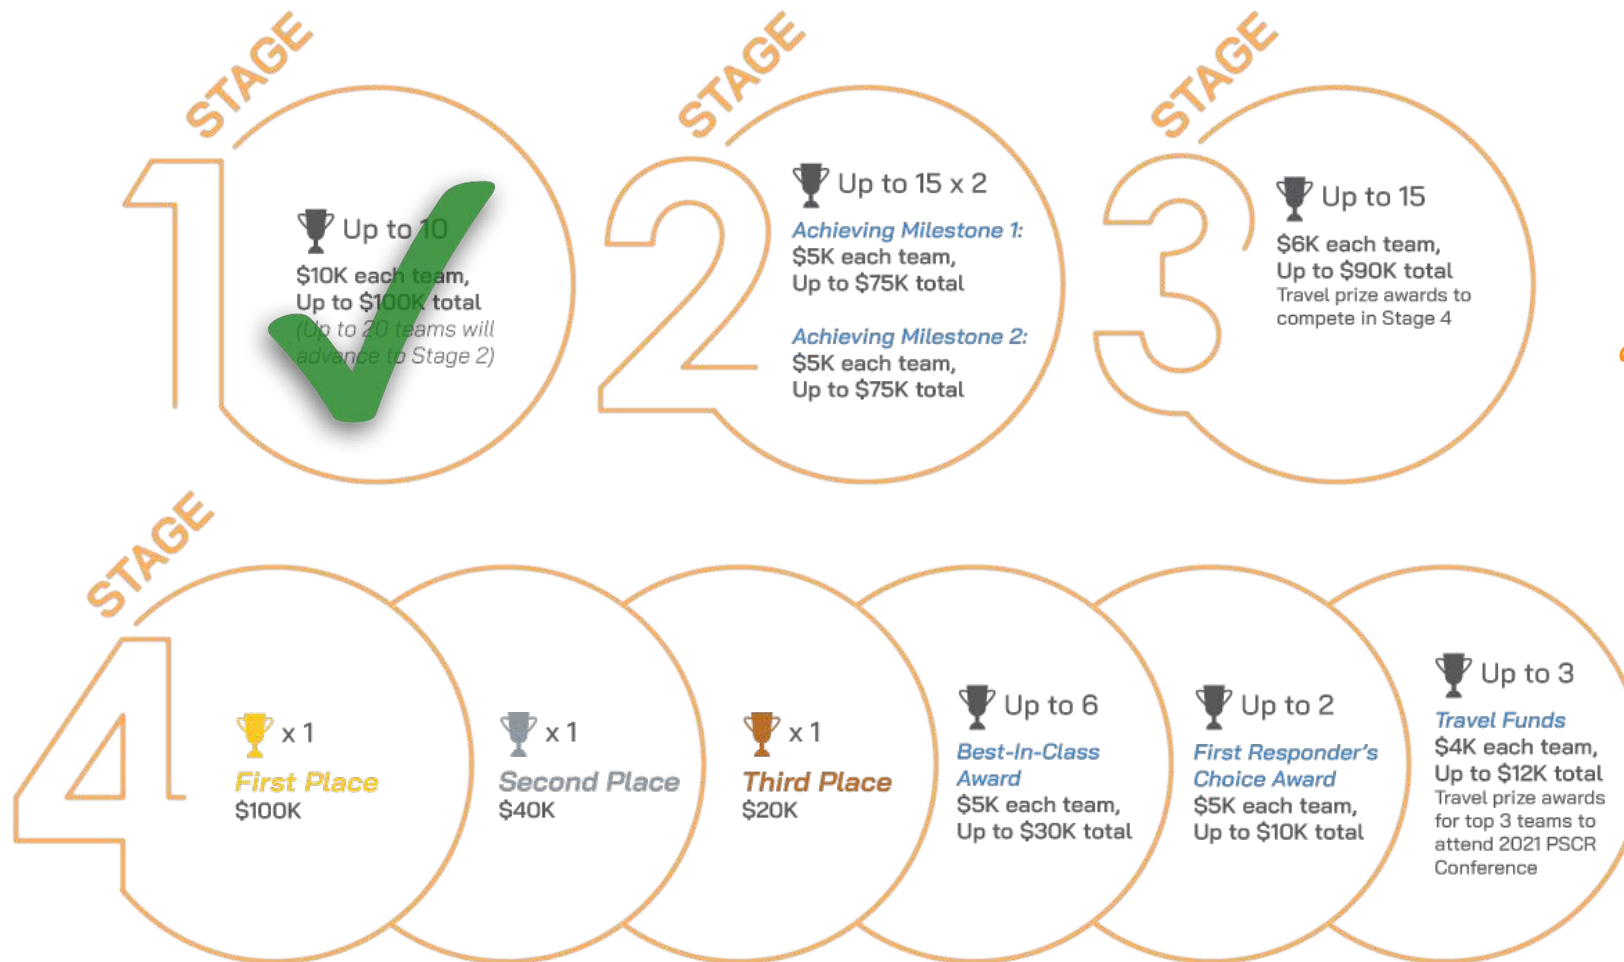 STAGE
1
Up to 10
$10K each team,
Up to $100K total
(Up to 20 teams will
advance to Stage 2)
STAGE
2
Up to 15 x 2
Achieving Milestone 1:
$5K each team,
Up to $75K total
Achieving Milestone 2:
$5K each team,
Up to $75K total
STAGE
3
Up to 15
$6K each team,
Up to $90K total
Travel prize awards to
compete in Stage 4
STAGE
4
x 1
First Place
$100K
x 1
Second Place
$40K
x 1
Third Place
$20K
Up to 6
Best-In-Class
Award
$5K each team,
Up to $30K total
Up to 2
First Responder's
Choice Award
$5K each team,
Up to $10K total
Up to 3
Travel Funds
$4K each team,
Up to $12K total
Travel prize awards
for top 3 teams to
attend 2021 PSCR
Conference